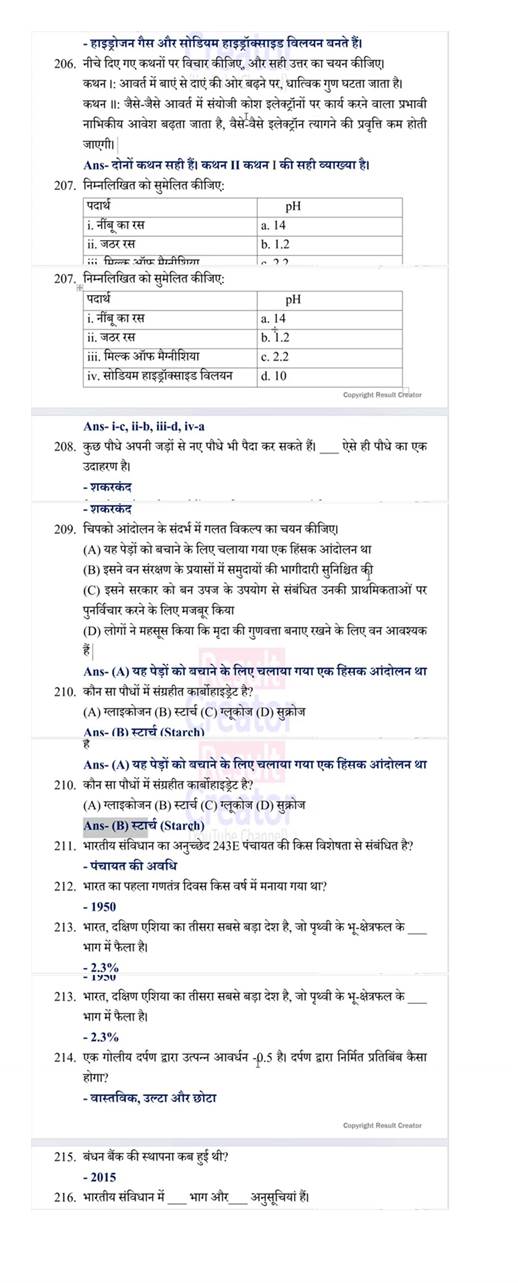 - हाइड्रोजन गैस और सोडियम हाइड्रॉक्साइड विलयन बनते हैं।
206. नीचे दिए गए कथनों पर विचार कीजिए, और सही उत्तर का चयन कीजिए।
कथन I: आवर्त में बाएं से दाएं की ओर बढ़ने पर, धात्विक गुण घटता जाता है।
कथन II: जैसे-जैसे आवर्त में संयोजी कोश इलेक्ट्रॉनों पर कार्य करने वाला प्रभावी
नाभिकीय आवेश बढ़ता जाता है, वैसे-वैसे इलेक्ट्रॉन त्यागने की प्रवृत्ति कम होती
जाएगी।
Ans- दोनों कथन सही हैं। कथन II कथन I की सही व्याख्या है।
207. निम्नलिखित को सुमेलित कीजिए:
पदार्थ pH
i. नींबू का रस a. 14
ii. जठर रस b. 1.2
iii. मिल्क ऑफ मैग्नीशिया c. 2.2
207. निम्नलिखित को सुमेलित कीजिए:
पदार्थ pH
i. नींबू का रस a. 14
ii. जठर रस b. 1.2
iii. मिल्क ऑफ मैग्नीशिया c. 2.2
iv. सोडियम हाइड्रॉक्साइड विलयन d. 10
Copyright Result Creator
Ans- i-c, ii-b, iii-d, iv-a
208. कुछ पौधे अपनी जड़ों से नए पौधे भी पैदा कर सकते हैं। ____ ऐसे ही पौधे का एक
उदाहरण है।
- शकरकंद
- शकरकंद
209. चिपको आंदोलन के संदर्भ में गलत विकल्प का चयन कीजिए।
(A) यह पेड़ों को बचाने के लिए चलाया गया एक हिंसक आंदोलन था
(B) इसने वन संरक्षण के प्रयासों में समुदायों की भागीदारी सुनिश्चित की
(C) इसने सरकार को बन उपज के उपयोग से संबंधित उनकी प्राथमिकताओं पर
पुनर्विचार करने के लिए मजबूर किया
(D) लोगों ने महसूस किया कि मृदा की गुणवत्ता बनाए रखने के लिए वन आवश्यक
हैं
Ans- (A) यह पेड़ों को बचाने के लिए चलाया गया एक हिंसक आंदोलन था
210. कौन सा पौधों में संग्रहीत कार्बोहाइड्रेट है?
(A) ग्लाइकोजन (B) स्टार्च (C) ग्लूकोज (D) सुक्रोज
Ans- (B) स्टार्च (Starch)
है
Ans- (A) यह पेड़ों को बचाने के लिए चलाया गया एक हिंसक आंदोलन था
210. कौन सा पौधों में संग्रहीत कार्बोहाइड्रेट है?
(A) ग्लाइकोजन (B) स्टार्च (C) ग्लूकोज (D) सुक्रोज
Ans- (B) स्टार्च (Starch)
211. भारतीय संविधान का अनुच्छेद 243E पंचायत की किस विशेषता से संबंधित है?
- पंचायत की अवधि
212. भारत का पहला गणतंत्र दिवस किस वर्ष में मनाया गया था?
- 1950
213. भारत, दक्षिण एशिया का तीसरा सबसे बड़ा देश है, जो पृथ्वी के भू-क्षेत्रफल के ____
भाग में फैला है।
- 2.3%
- 1950
213. भारत, दक्षिण एशिया का तीसरा सबसे बड़ा देश है, जो पृथ्वी के भू-क्षेत्रफल के ____
भाग में फैला है।
- 2.3%
214. एक गोलीय दर्पण द्वारा उत्पन्न आवर्धन -0.5 है। दर्पण द्वारा निर्मित प्रतिबिंब कैसा
होगा?
- वास्तविक, उल्टा और छोटा
Copyright Result Creator
215. बंधन बैंक की स्थापना कब हुई थी?
- 2015
216. भारतीय संविधान में ____ भाग और____ अनुसूचियां हैं।